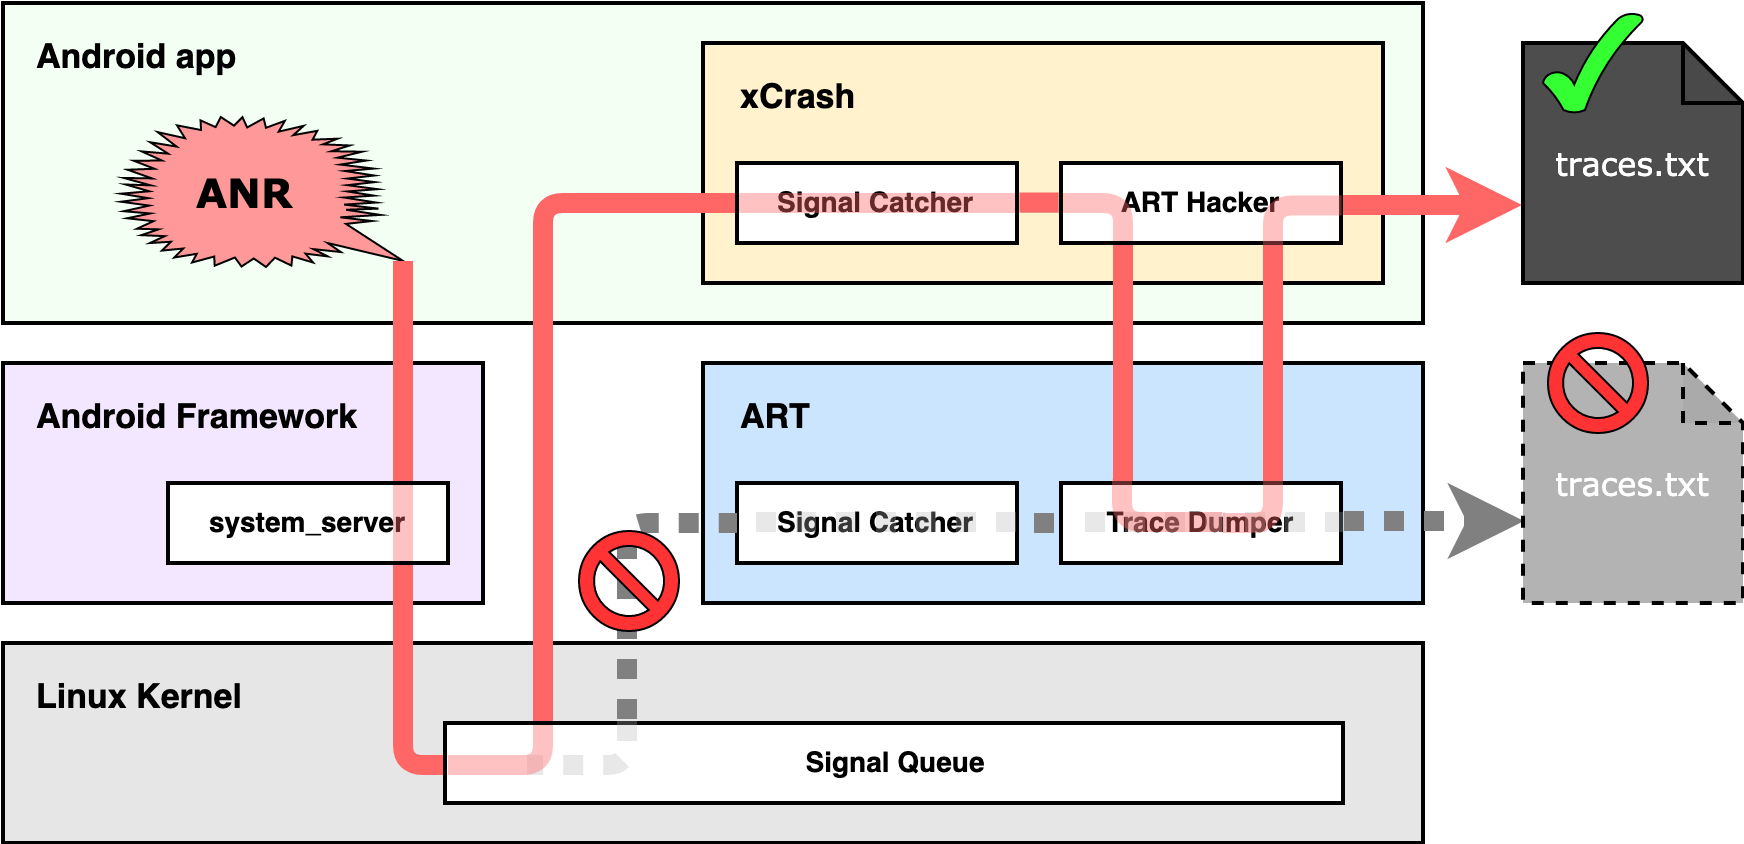 Android app
xCrash
ANR
Signal Catcher
ART Hacker
traces.txt
Android Framework
system_server
ART
Signal Catcher
Trace Dumper
traces.txt
Linux Kernel
Signal Queue